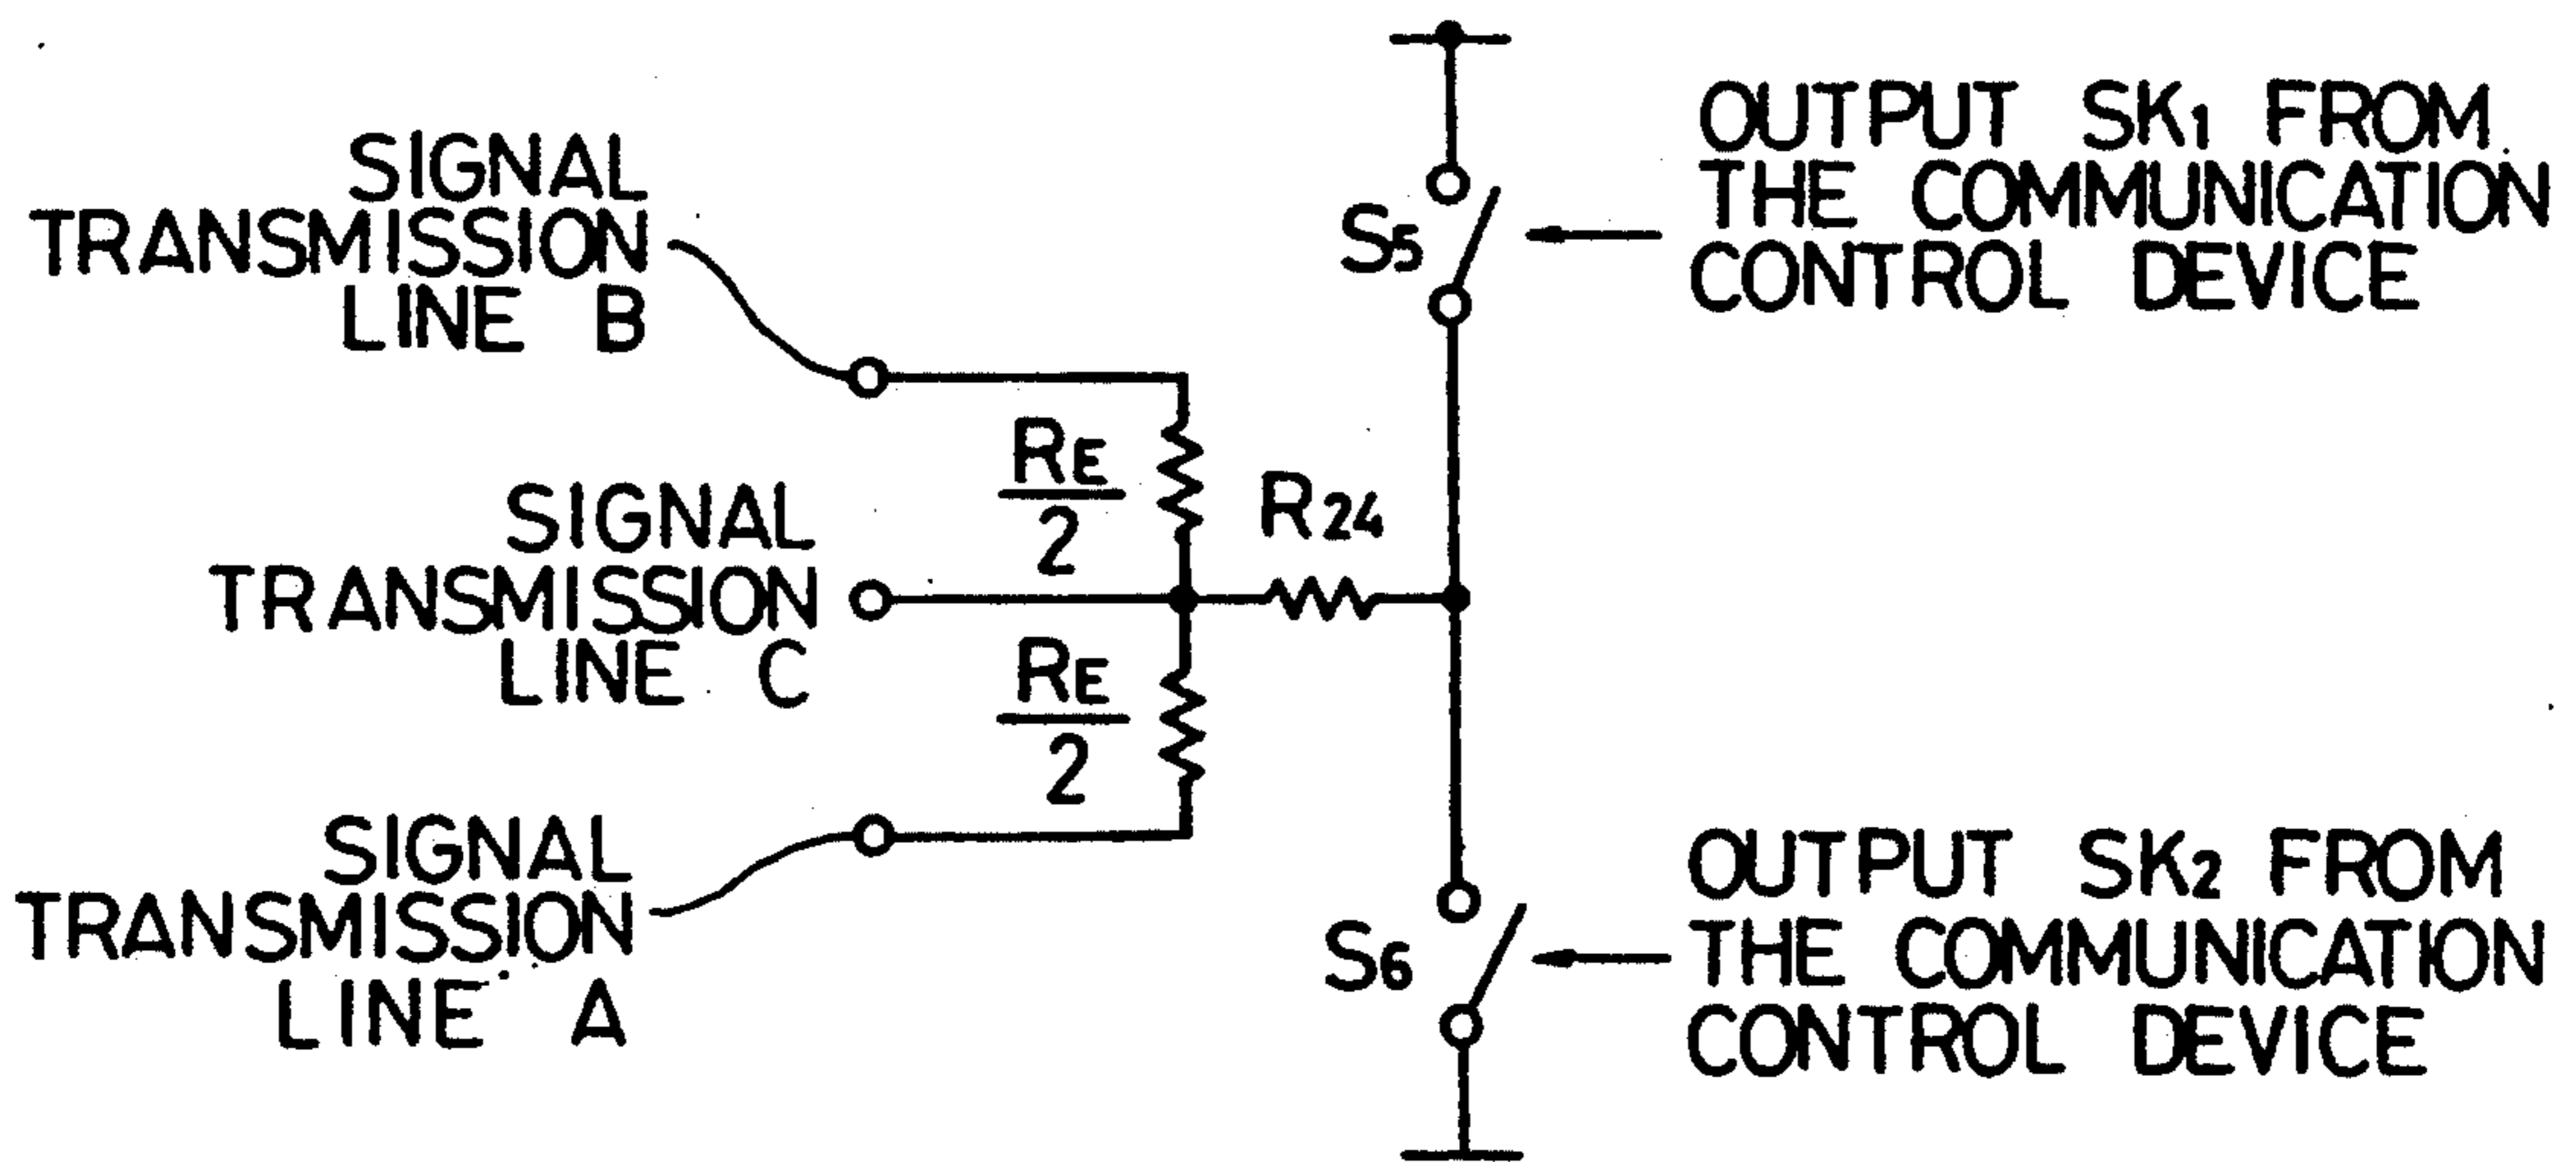 SIGNAL
TRANSMISSION
LINE B
SIGNAL
TRANSMISSION
LINE C
SIGNAL
TRANSMISSION
LINE A
RE
2
RE
2
R24
S5
OUTPUT SK1 FROM
THE COMMUNICATION
CONTROL DEVICE
S6
OUTPUT SK2 FROM
THE COMMUNICATION
CONTROL DEVICE